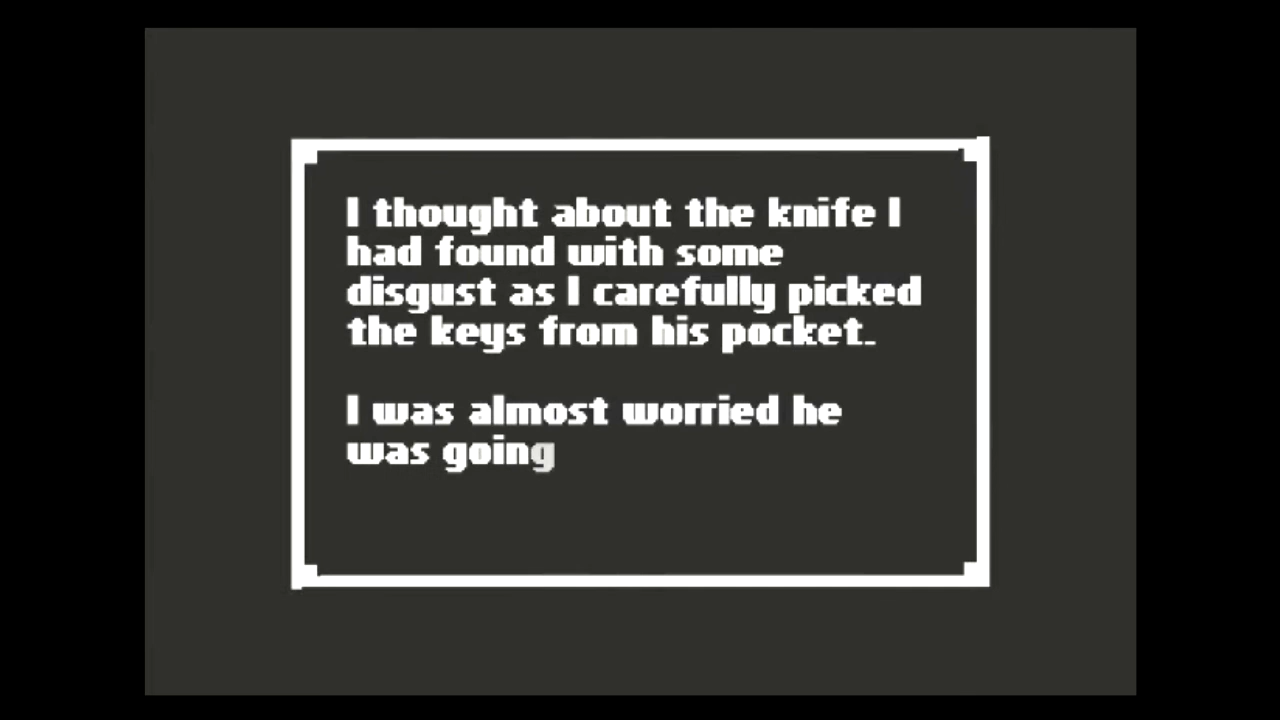 I thought about the knife I
had found with some
disgust as I carefully picked
the keys from his pocket.
I was almost worried he
was going